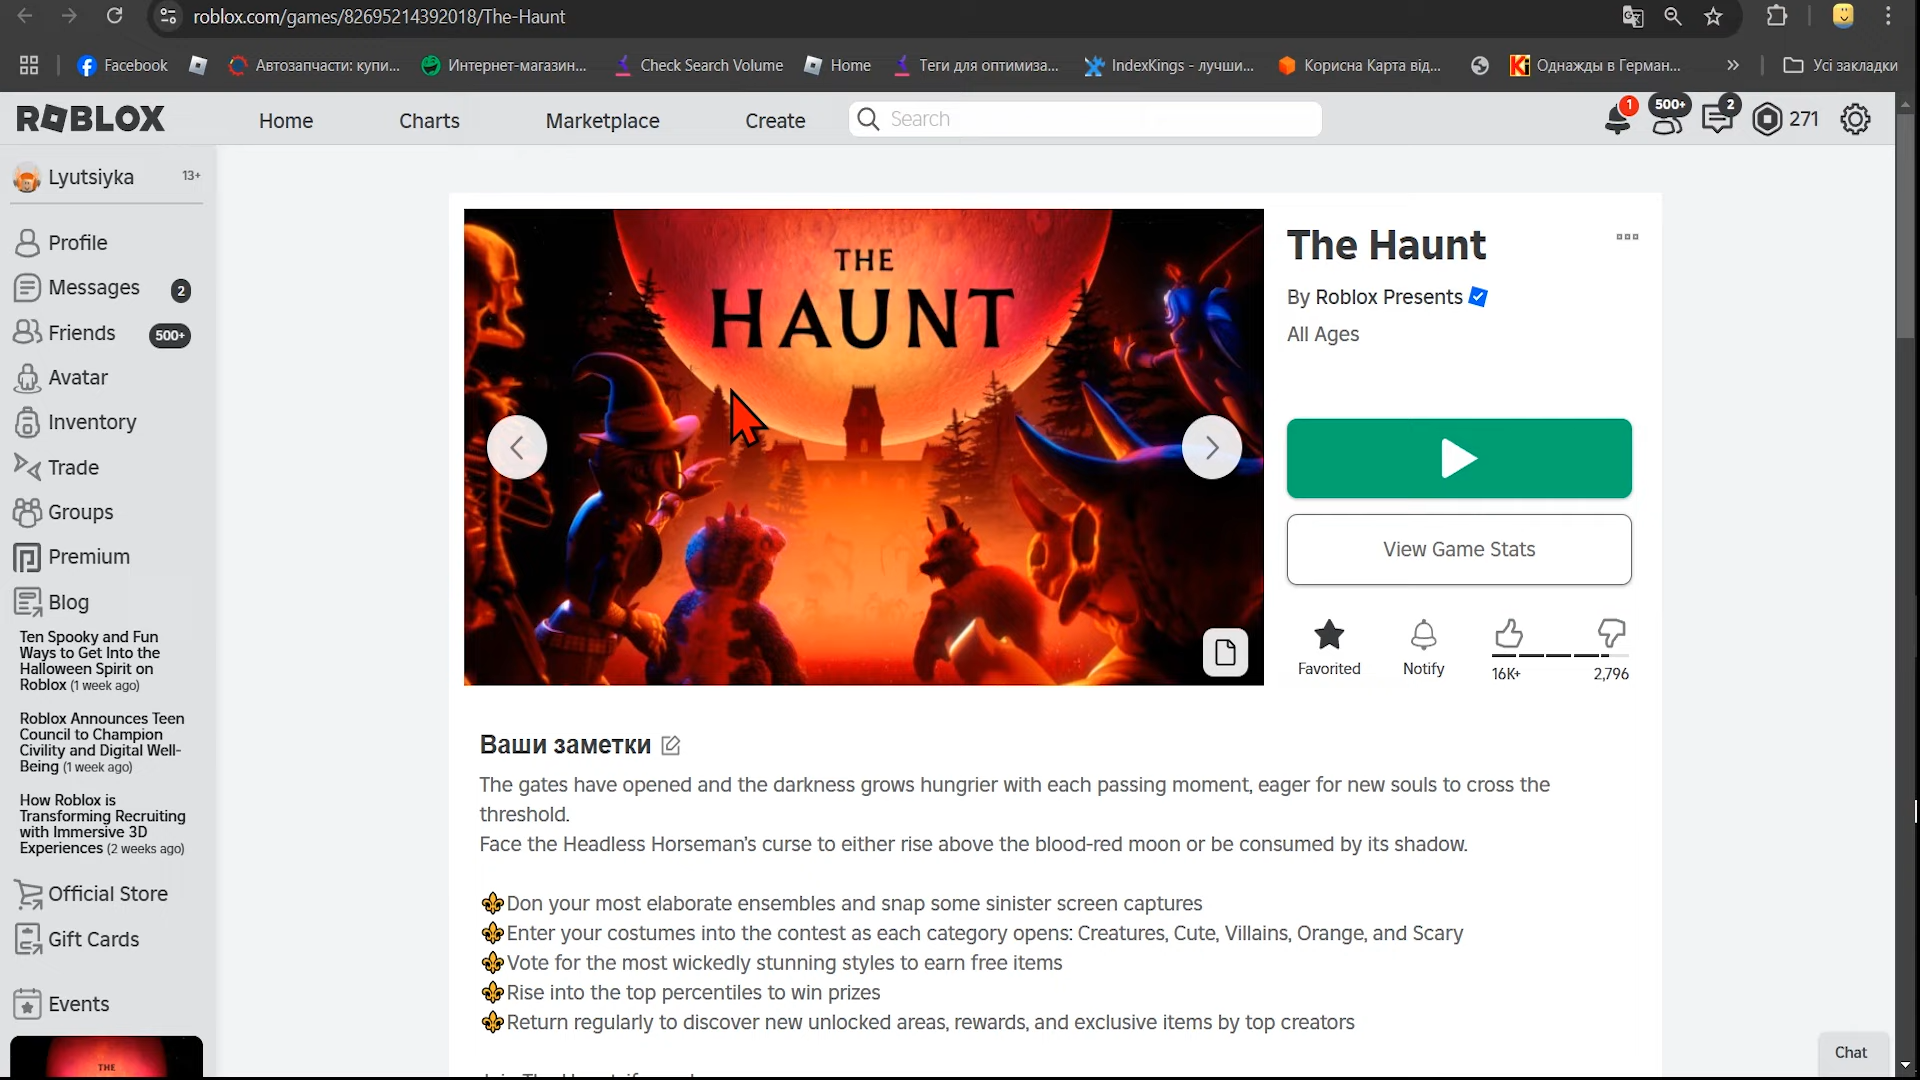 roblox.com/games/82695214392018/The-Haunt
Facebook
Автозапчасти: купи...
Интернет-магазин...
Check Search Volume
Home
Теги для оптимиза...
IndexKings - лучши...
Корисна Карта від...
Однажды в Герман...
»
Усі закладки
ROBLOX
Home
Charts
Marketplace
Create
Search
1
500+
2
271
Lyutsiyka
13+
Profile
Messages
2
Friends
500+
Avatar
Inventory
Trade
Groups
Premium
Blog
Ten Spooky and Fun
Ways to Get Into the
Halloween Spirit on
Roblox (1 week ago)
Roblox Announces Teen
Council to Champion
Civility and Digital Well-
Being (1 week ago)
How Roblox is
Transforming Recruiting
with Immersive 3D
Experiences (2 weeks ago)
Official Store
Gift Cards
Events
THE
THE
HAUNT
The Haunt
By Roblox Presents
All Ages
View Game Stats
Favorited
Notify
16K+
2,796
Ваши заметки
The gates have opened and the darkness grows hungrier with each passing moment, eager for new souls to cross the
threshold.
Face the Headless Horseman's curse to either rise above the blood-red moon or be consumed by its shadow.
⚜Don your most elaborate ensembles and snap some sinister screen captures
⚜Enter your costumes into the contest as each category opens: Creatures, Cute, Villains, Orange, and Scary
⚜Vote for the most wickedly stunning styles to earn free items
⚜Rise into the top percentiles to win prizes
⚜Return regularly to discover new unlocked areas, rewards, and exclusive items by top creators
Chat